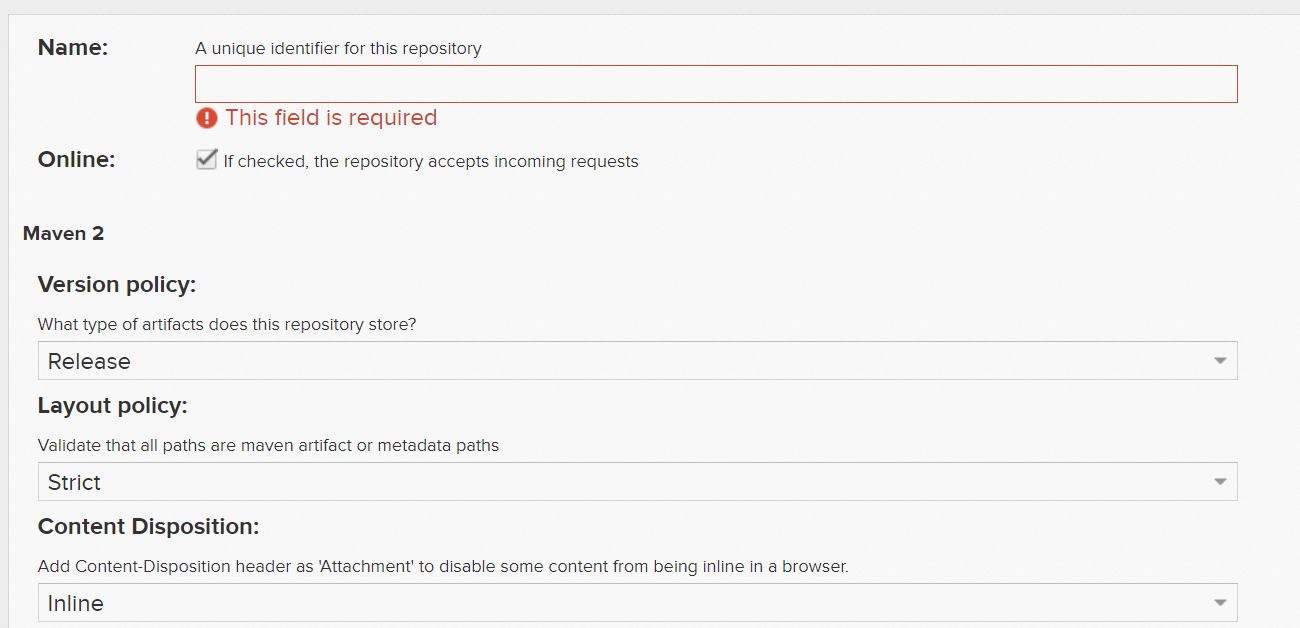 Name:
A unique identifier for this repository
This field is required
Online:
If checked, the repository accepts incoming requests
Maven 2
Version policy:
What type of artifacts does this repository store?
Release
Layout policy:
Validate that all paths are maven artifact or metadata paths
Strict
Content Disposition:
Add Content-Disposition header as 'Attachment' to disable some content from being inline in a browser.
Inline